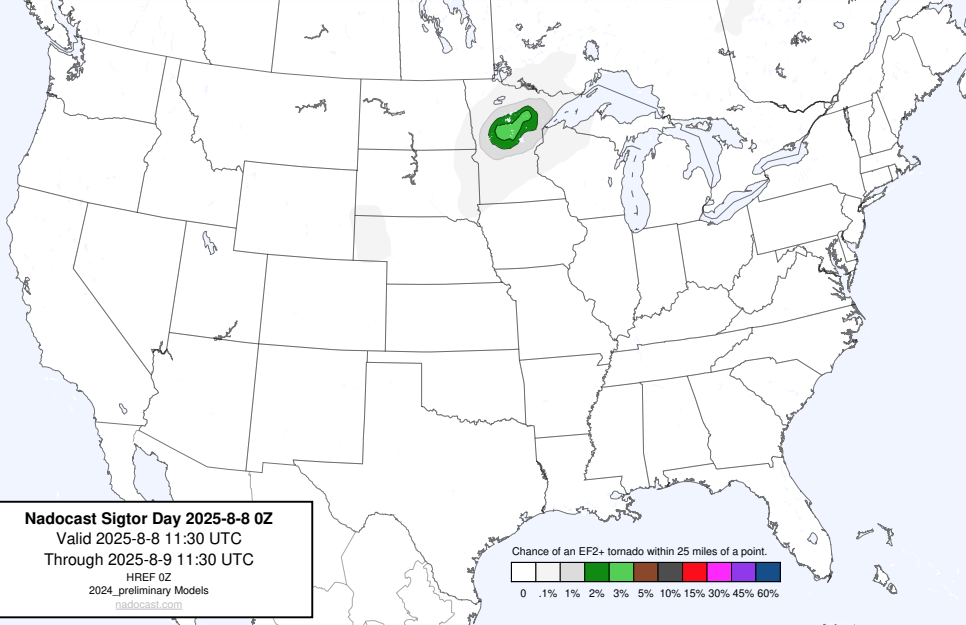 Nadocast Sigtor Day 2025-8-8 0Z
Valid 2025-8-8 11:30 UTC
Through 2025-8-9 11:30 UTC
HREF 0Z
2024_preliminary Models
nadocast.com
Chance of an EF2+ tornado within 25 miles of a point.
0 .1% 1% 2% 3% 5% 10% 15% 30% 45% 60%